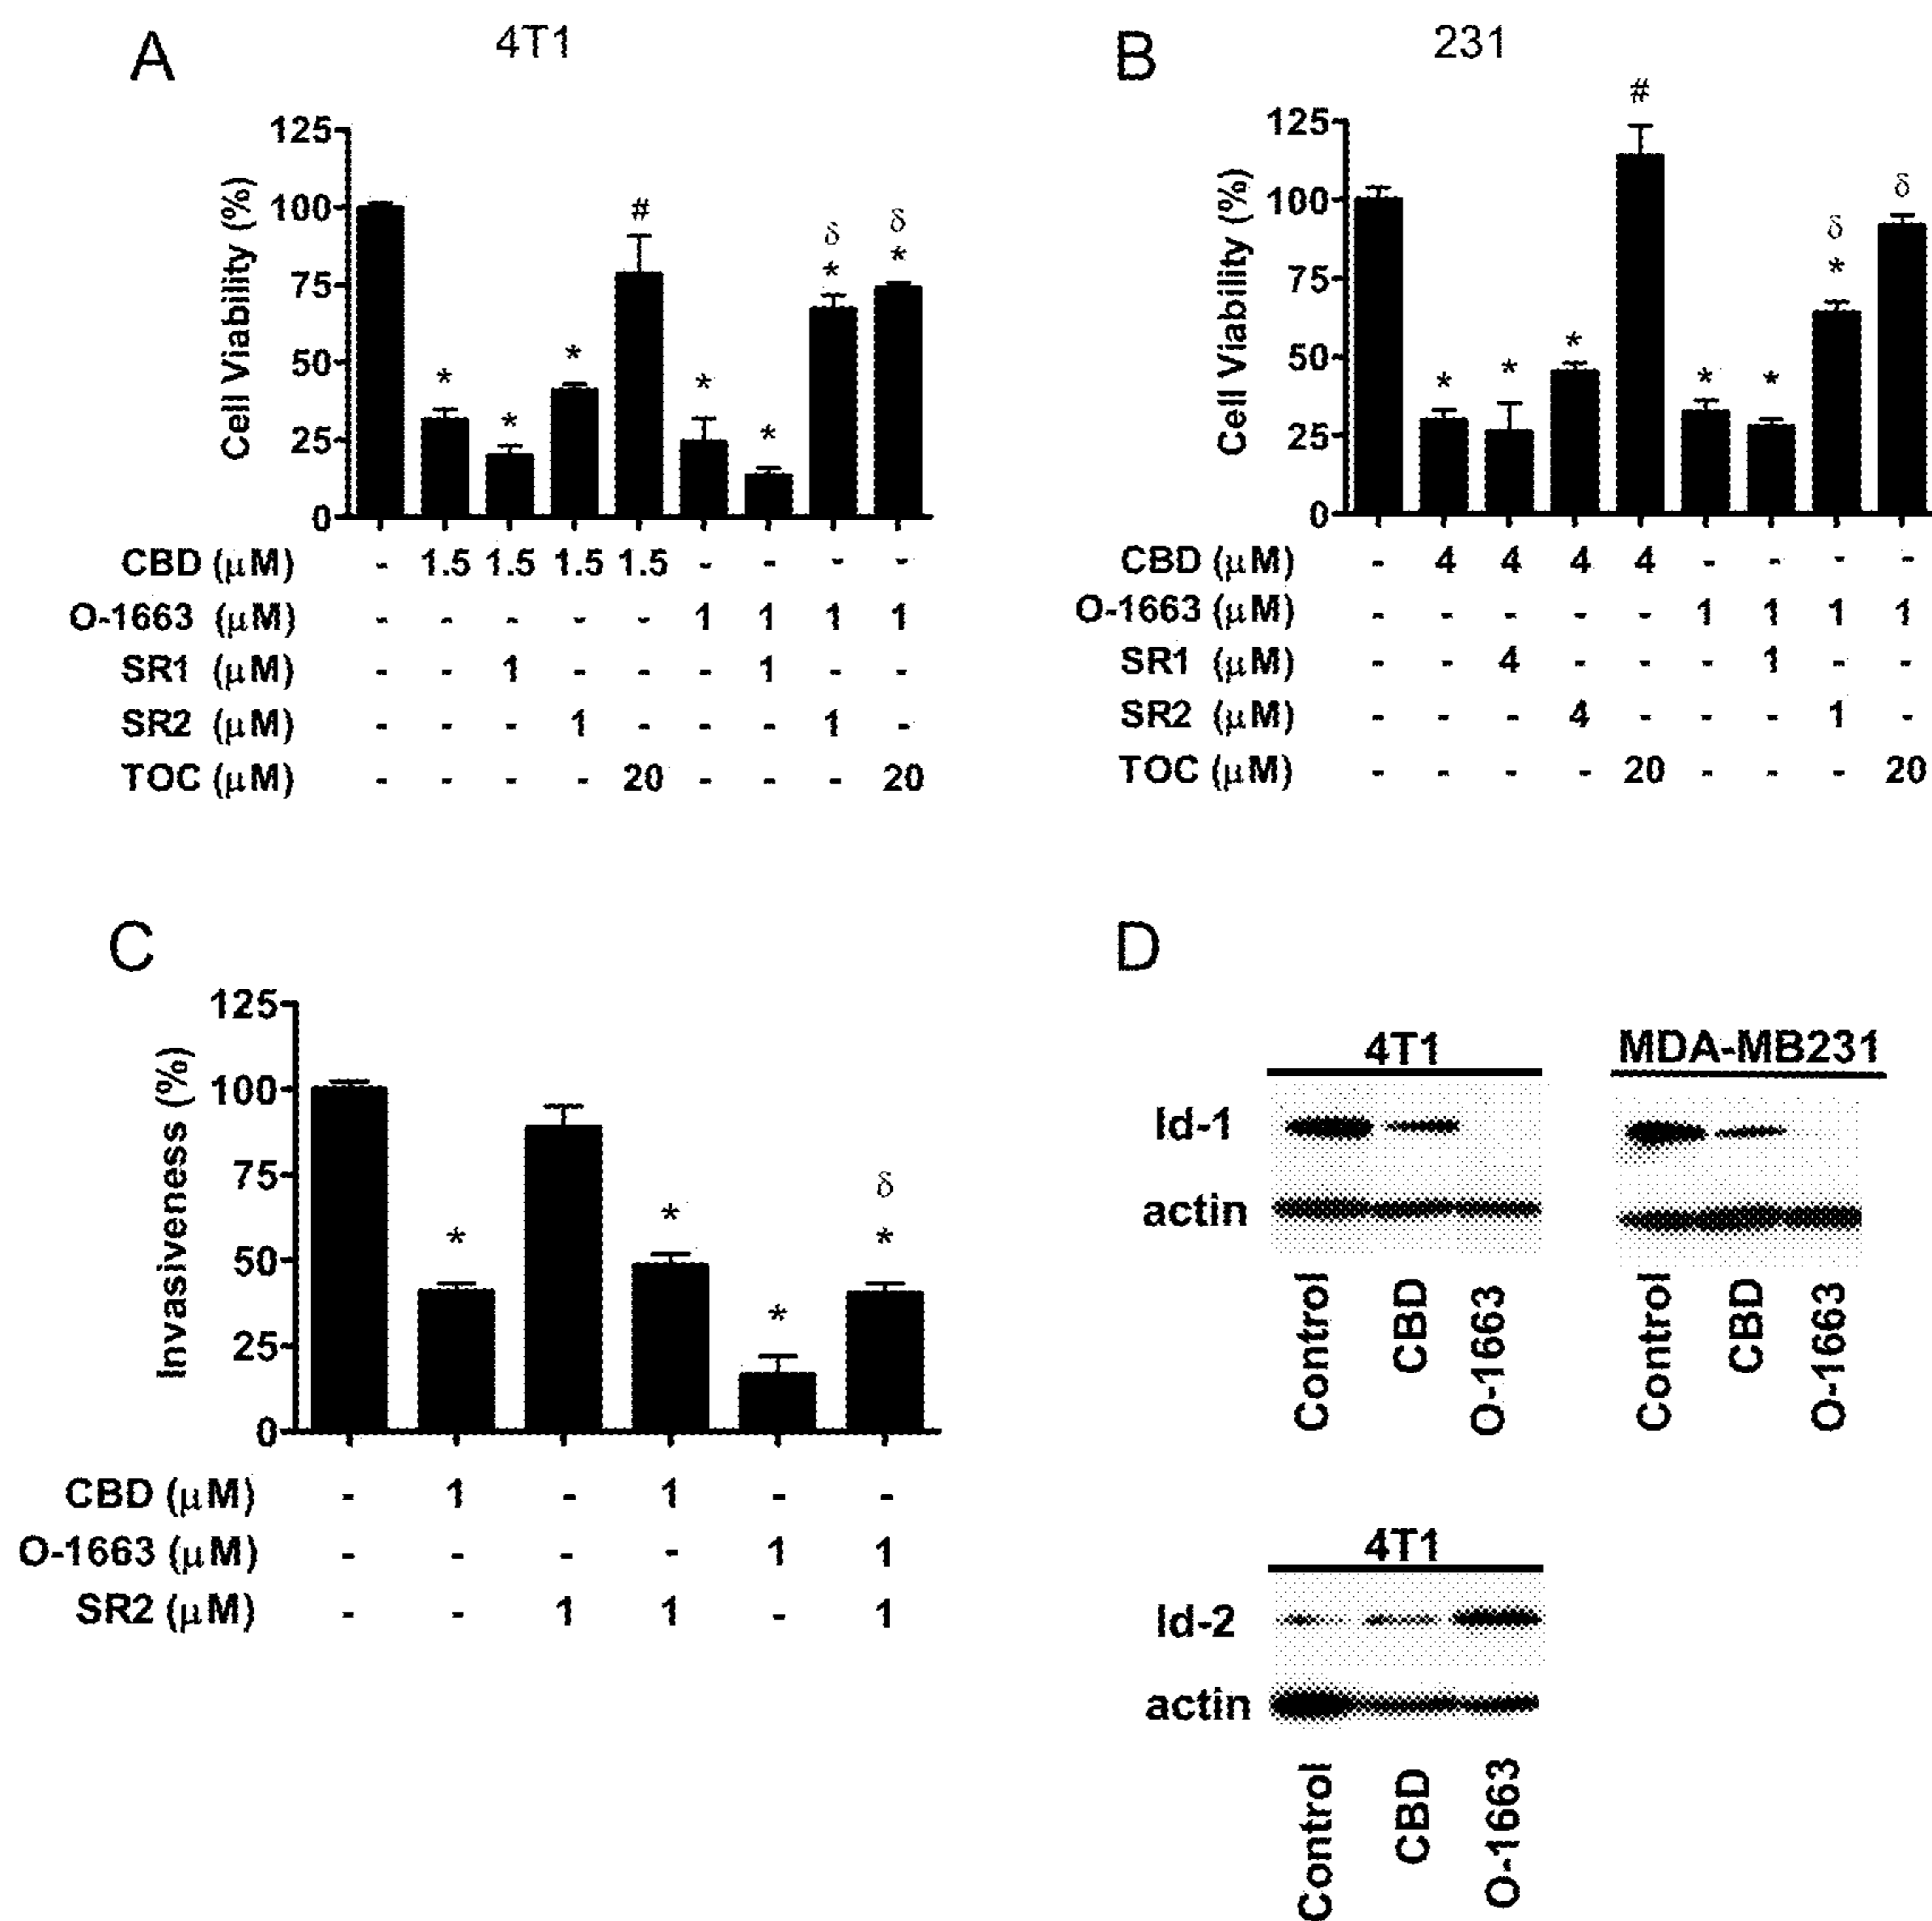 A
4T1
Cell Viability (%)
125
100
75
50
25
0
*
*
*
#
*
*
δ
*
δ
*
CBD (μM) - 1.5 1.5 1.5 1.5 - - - -
O-1663 (μM) - - - - - 1 1 1 1
SR1 (μM) - - 1 - - - 1 - -
SR2 (μM) - - - 1 - - - 1 -
TOC (μM) - - - - 20 - - - 20
B
231
Cell Viability (%)
125
100
75
50
25
0
*
*
*
#
*
*
δ
*
δ
CBD (μM) - 4 4 4 4 - - - -
O-1663 (μM) - - - - - 1 1 1 1
SR1 (μM) - - 4 - - - 1 - -
SR2 (μM) - - - 4 - - - 1 -
TOC (μM) - - - - 20 - - - 20
C
Invasiveness (%)
125
100
75
50
25
0
*
*
*
δ
*
CBD (μM) - 1 - 1 - -
O-1663 (μM) - - - - 1 1
SR2 (μM) - - 1 1 - 1
D
4T1
MDA-MB231
Id-1
actin
Control CBD O-1663
Control CBD O-1663
4T1
Id-2
actin
Control CBD O-1663